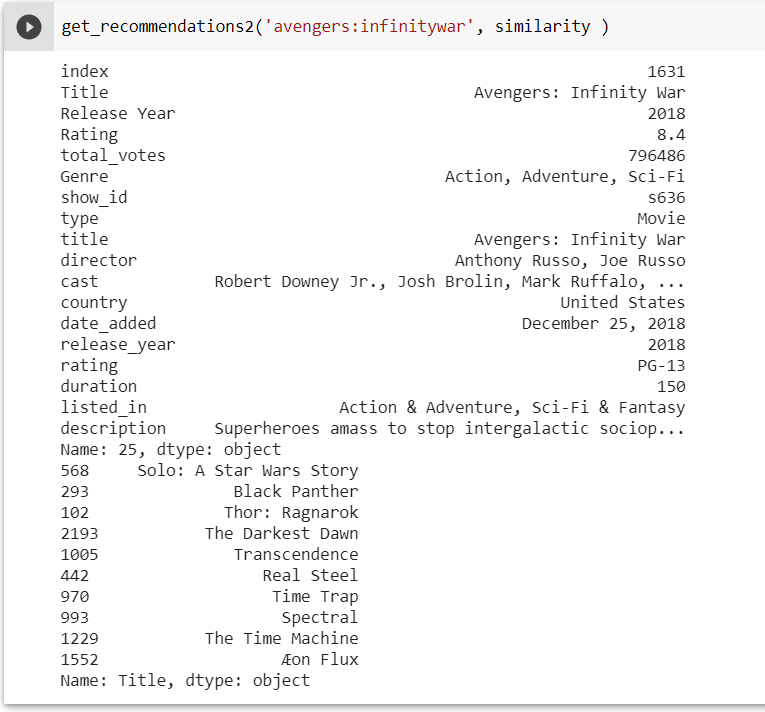 get_recommendations2('avengers:infinitywar', similarity )
index 1631
Title Avengers: Infinity War
Release Year 2018
Rating 8.4
total_votes 796486
Genre Action, Adventure, Sci-Fi
show_id s636
type Movie
title Avengers: Infinity War
director Anthony Russo, Joe Russo
cast Robert Downey Jr., Josh Brolin, Mark Ruffalo, ...
country United States
date_added December 25, 2018
release_year 2018
rating PG-13
duration 150
listed_in Action & Adventure, Sci-Fi & Fantasy
description Superheroes amass to stop intergalactic sociop...
Name: 25, dtype: object
568 Solo: A Star Wars Story
293 Black Panther
102 Thor: Ragnarok
2193 The Darkest Dawn
1005 Transcendence
442 Real Steel
970 Time Trap
993 Spectral
1229 The Time Machine
1552 Æon Flux
Name: Title, dtype: object